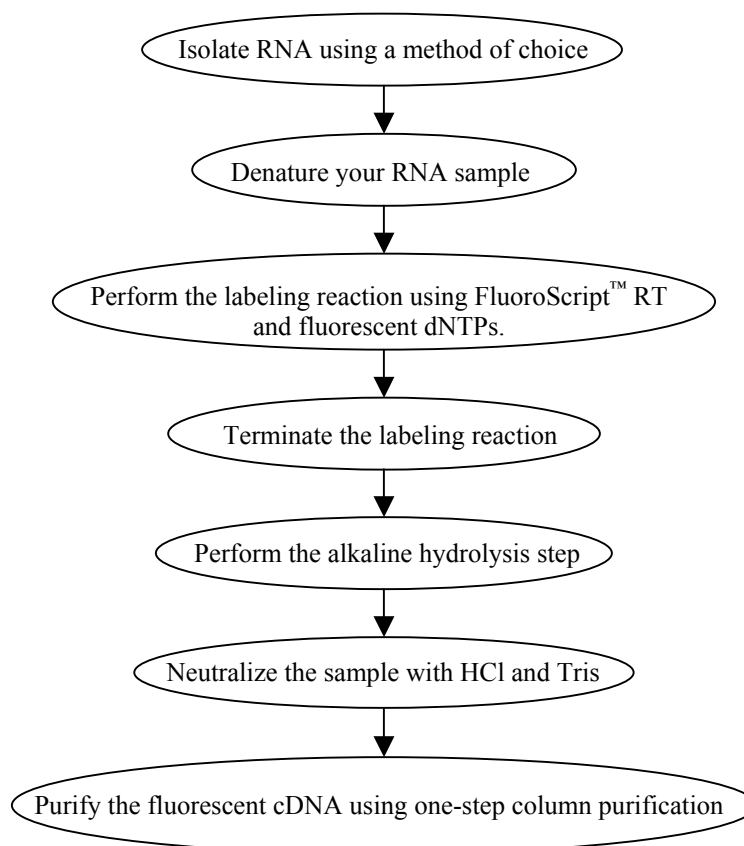 Isolate RNA using a method of choice
Denature your RNA sample
Perform the labeling reaction using FluoroScript™ RT
and fluorescent dNTPs.
Terminate the labeling reaction
Perform the alkaline hydrolysis step
Neutralize the sample with HCl and Tris
Purify the fluorescent cDNA using one-step column purification